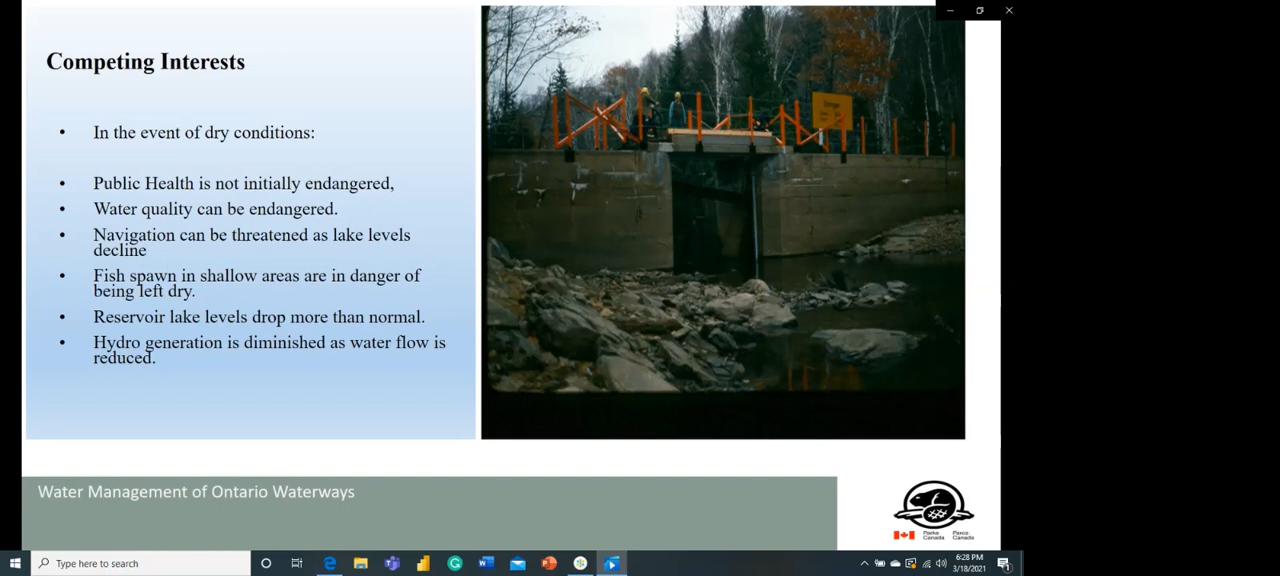 Competing Interests
• In the event of dry conditions:
• Public Health is not initially endangered,
• Water quality can be endangered.
• Navigation can be threatened as lake levels
decline
• Fish spawn in shallow areas are in danger of
being left dry.
• Reservoir lake levels drop more than normal.
• Hydro generation is diminished as water flow is
reduced.
Danger
Water Management of Ontario Waterways
Parks Parcs
Canada Canada
Type here to search
6:28 PM
3/18/2021